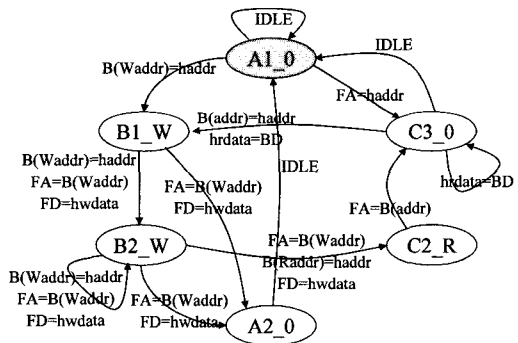 IDLE
A1_0
IDLE
B(Waddr)=haddr
FA=haddr
B(addr)=haddr
B1_W
C3_0
hrdata=BD
IDLE
hrdata=BD
B(Waddr)=haddr
FA=B(Waddr)
FD=hwdata
FA=B(Waddr)
FD=hwdata
FA=B(addr)
B2_W
FA=B(Waddr)
C2_R
B(Raddr)=haddr
FD=hwdata
B(Waddr)=haddr
FA=B(Waddr)
FD=hwdata
FA=B(Waddr)
FD=hwdata
A2_0